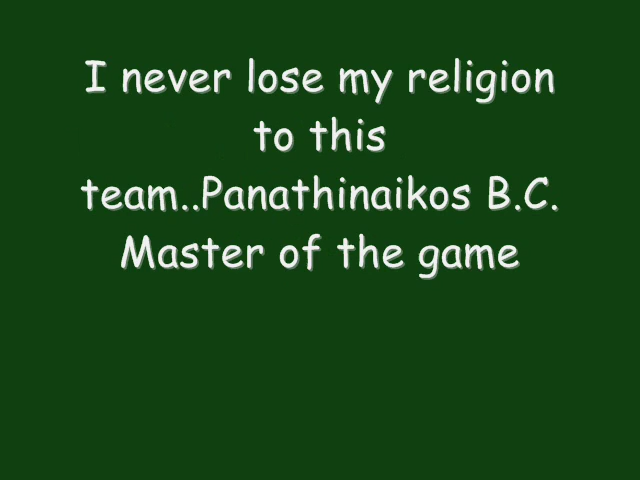 I never lose my religion
to this
team..Panathinaikos B.C.
Master of the game